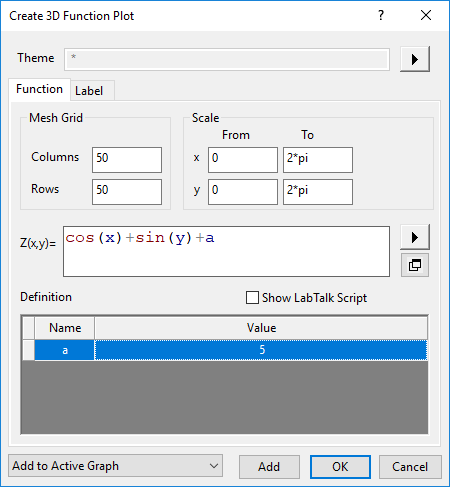 Create 3D Function Plot ? ×
Theme *
Function Label
Mesh Grid Scale
From To
Columns 50 x 0 2*pi
Rows 50 y 0 2*pi
Z(x,y)= cos(x)+sin(y)+a
Definition Show LabTalk Script
Name Value
a 5
Add to Active Graph Add OK Cancel